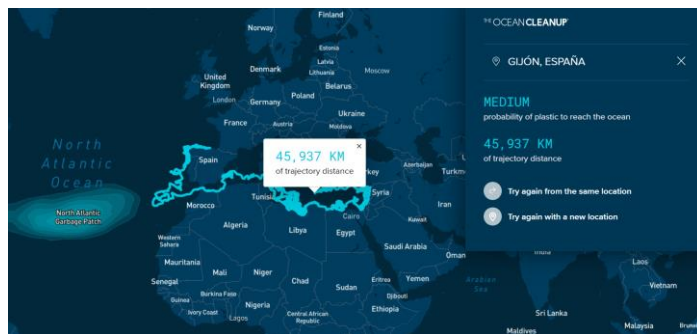 Finland
Norway
Estonia
Latvia
Lithuania
Moscow
Denmark
United
Kingdom
London
Belarus
Poland
Germany
Ukraine
France
Austria
Moldova
North
Atlantic
Ocean
Spain
45,937 KM
of trajectory distance
Azerbaijan
Syria
Tunisia
Morocco
Iran
Cairo
Kuwait
North Atlantic
Garbage Patch
Algeria
Libya
Egypt
Western
Sahara
Saudi Arabia
Oman
Mauritania
Mali
Niger
Chad
Sudan
Eritrea
Yemen
Arabian
Sea
Senegal
Guinea
Burkina Faso
Djibouti
Ivory Coast
Nigeria
Lagos
Central African
Republic
Ethiopia
THE OCEAN CLEANUP
GIJÓN, ESPAÑA
MEDIUM
probability of plastic to reach the ocean
45,937 KM
of trajectory distance
Try again from the same location
Try again with a new location
India
Laos
Vietnam
Sri Lanka
Maldives
Malaysia